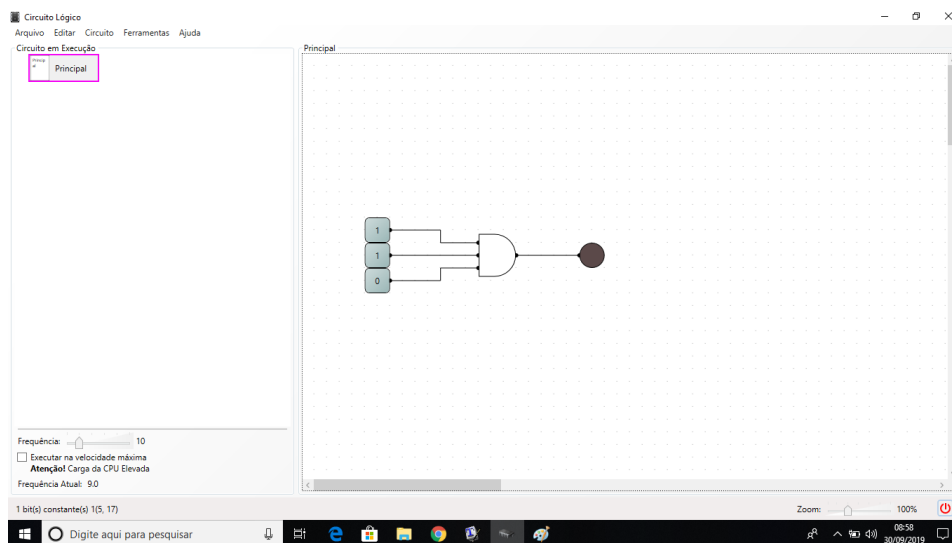 Circuito Lógico
Arquivo Editar Circuito Ferramentas Ajuda
Circuito em Execução
Principal
Principal
Principal
1
1
0
Frequência: 10
Executar na velocidade máxima
Atenção! Carga da CPU Elevada
Frequência Atual: 9.0
1 bit(s) constante(s) 1(5, 17)
Zoom: 100%
Digite aqui para pesquisar
08:58
30/09/2019